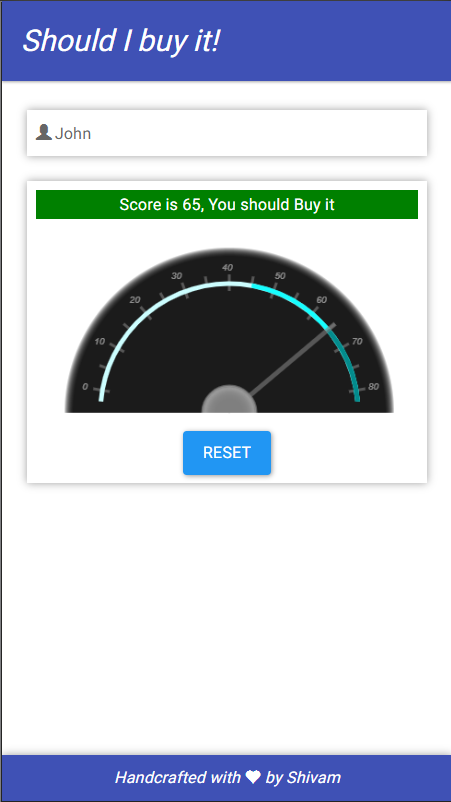 Should I buy it!
John
Score is 65, You should Buy it
0
10
20
30
40
50
60
70
80
RESET
Handcrafted with ♥ by Shivam